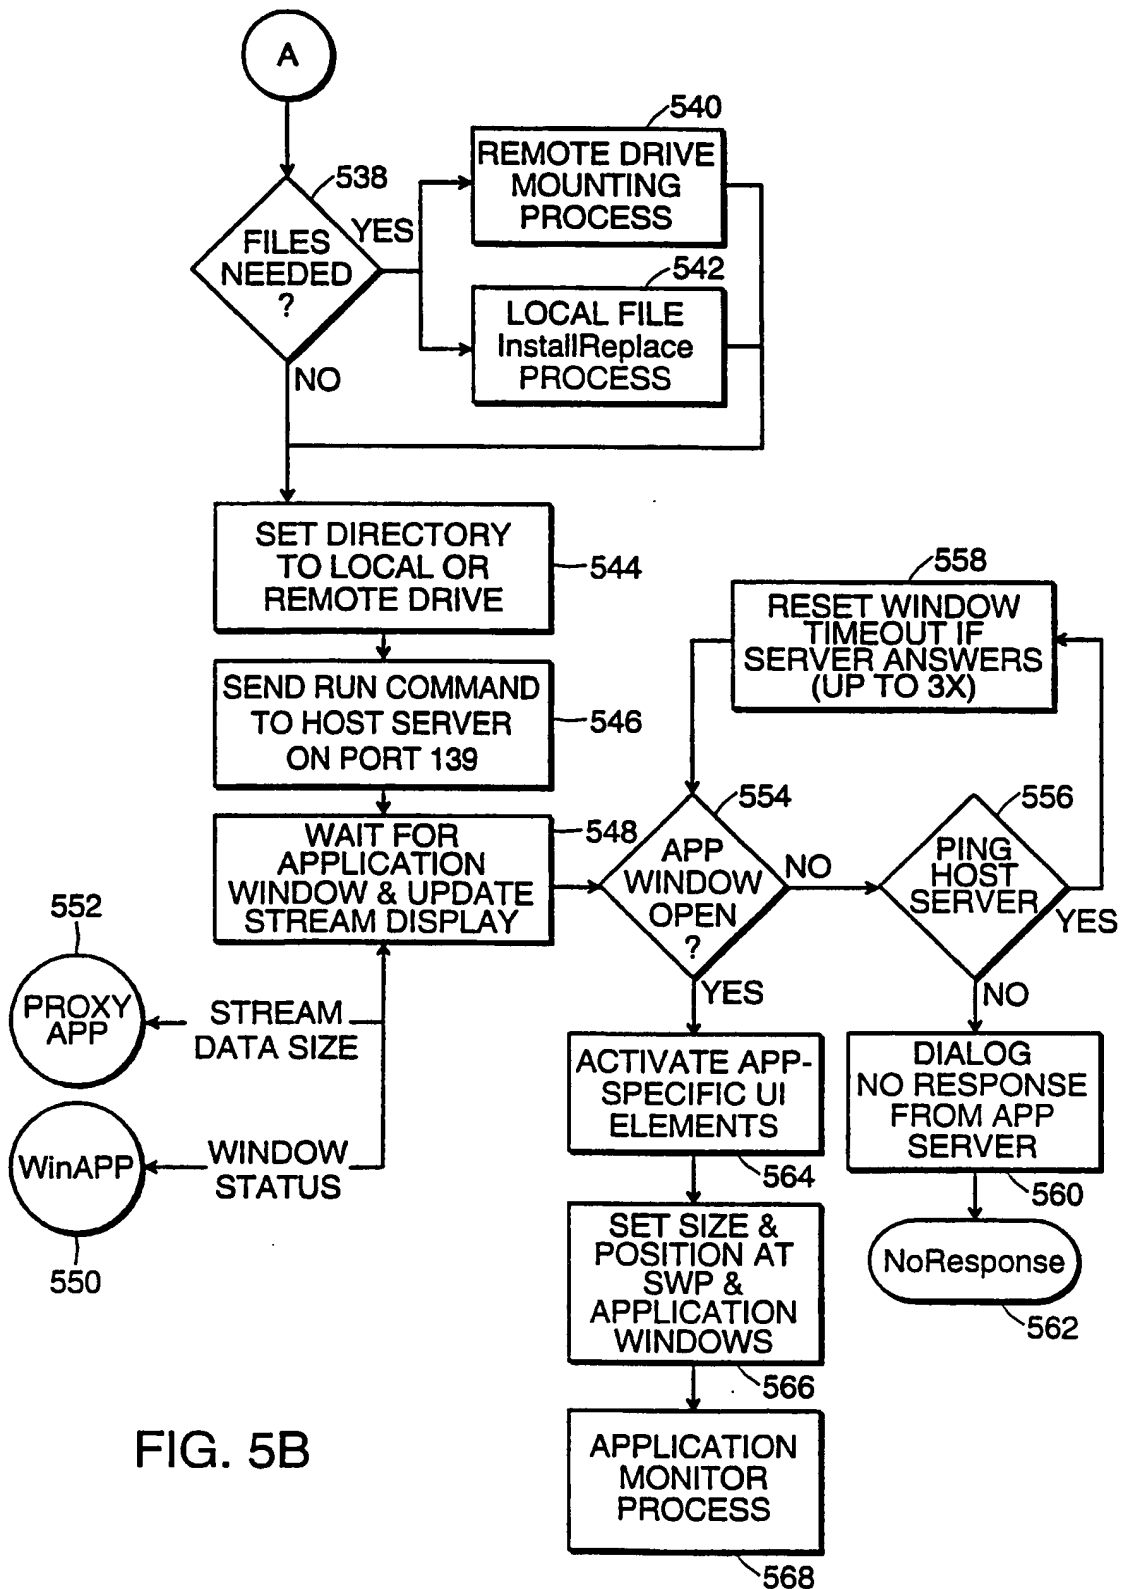 A
538
FILES
NEEDED
?
YES
NO
540
REMOTE DRIVE
MOUNTING
PROCESS
542
LOCAL FILE
InstallReplace
PROCESS
SET DIRECTORY
TO LOCAL OR
REMOTE DRIVE
544
SEND RUN COMMAND
TO HOST SERVER
ON PORT 139
546
WAIT FOR
APPLICATION
WINDOW & UPDATE
STREAM DISPLAY
548
552
PROXY
APP
STREAM
DATA SIZE
WinAPP
WINDOW
STATUS
550
558
RESET WINDOW
TIMEOUT IF
SERVER ANSWERS
(UP TO 3X)
554
APP
WINDOW
OPEN
?
NO
YES
556
PING
HOST
SERVER
YES
NO
ACTIVATE APP-
SPECIFIC UI
ELEMENTS
564
DIALOG
NO RESPONSE
FROM APP
SERVER
560
NoResponse
562
SET SIZE &
POSITION AT
SWP &
APPLICATION
WINDOWS
566
APPLICATION
MONITOR
PROCESS
568
FIG. 5B